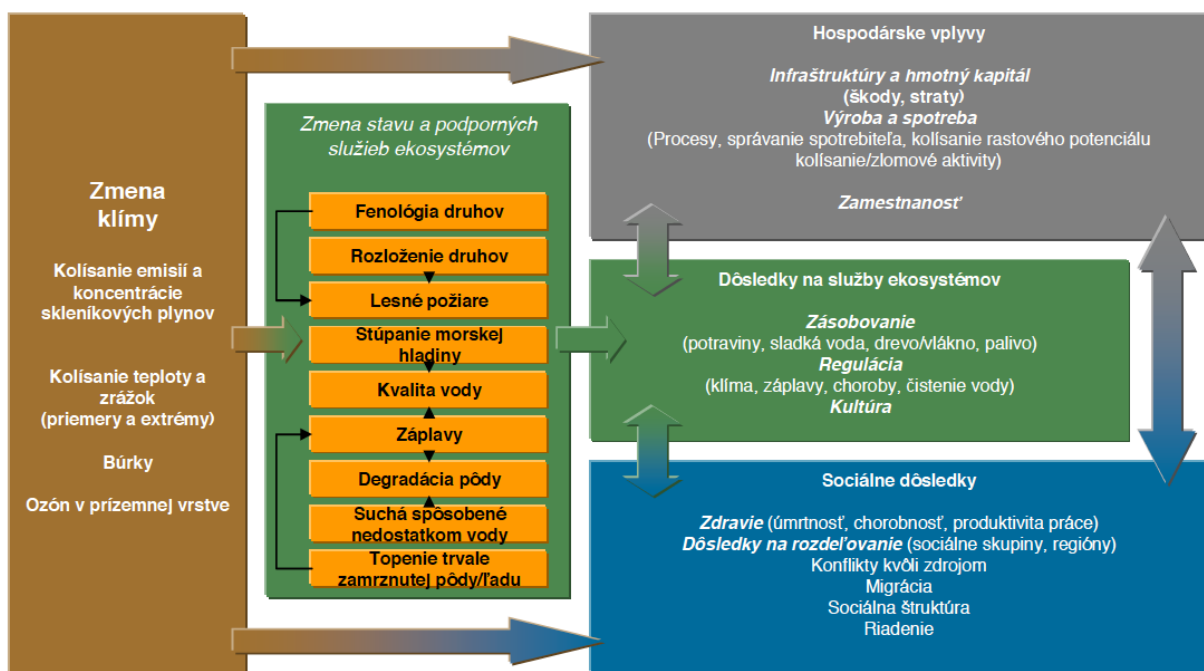 Zmena
klímy
Kolísanie emisií a
koncentrácie
skleníkových plynov
Kolísanie teploty a
zrážok
(priemery a extrémy)
Búrky
Ozón v prízemnej vrstve
Zmena stavu a podporných
služieb ekosystémov
Fenológia druhov
Rozloženie druhov
Lesné požiare
Stúpanie morskej
hladiny
Kvalita vody
Záplavy
Degradácia pôdy
Suchá spôsobené
nedostatkom vody
Topenie trvale
zamrznutej pôdy/ľadu
Hospodárske vplyvy
Infraštruktúry a hmotný kapitál
(škody, straty)
Výroba a spotreba
(Procesy, správanie spotrebiteľa, kolísanie rastového potenciálu
kolísanie/zlomové aktivity)
Zamestnanosť
Dôsledky na služby ekosystémov
Zásobovanie
(potraviny, sladká voda, drevo/vlákno, palivo)
Regulácia
(klíma, záplavy, choroby, čistenie vody)
Kultúra
Sociálne dôsledky
Zdravie (úmrtnosť, chorobnosť, produktivita práce)
Dôsledky na rozdeľovanie (sociálne skupiny, regióny)
Konflikty kvôli zdrojom
Migrácia
Sociálna štruktúra
Riadenie